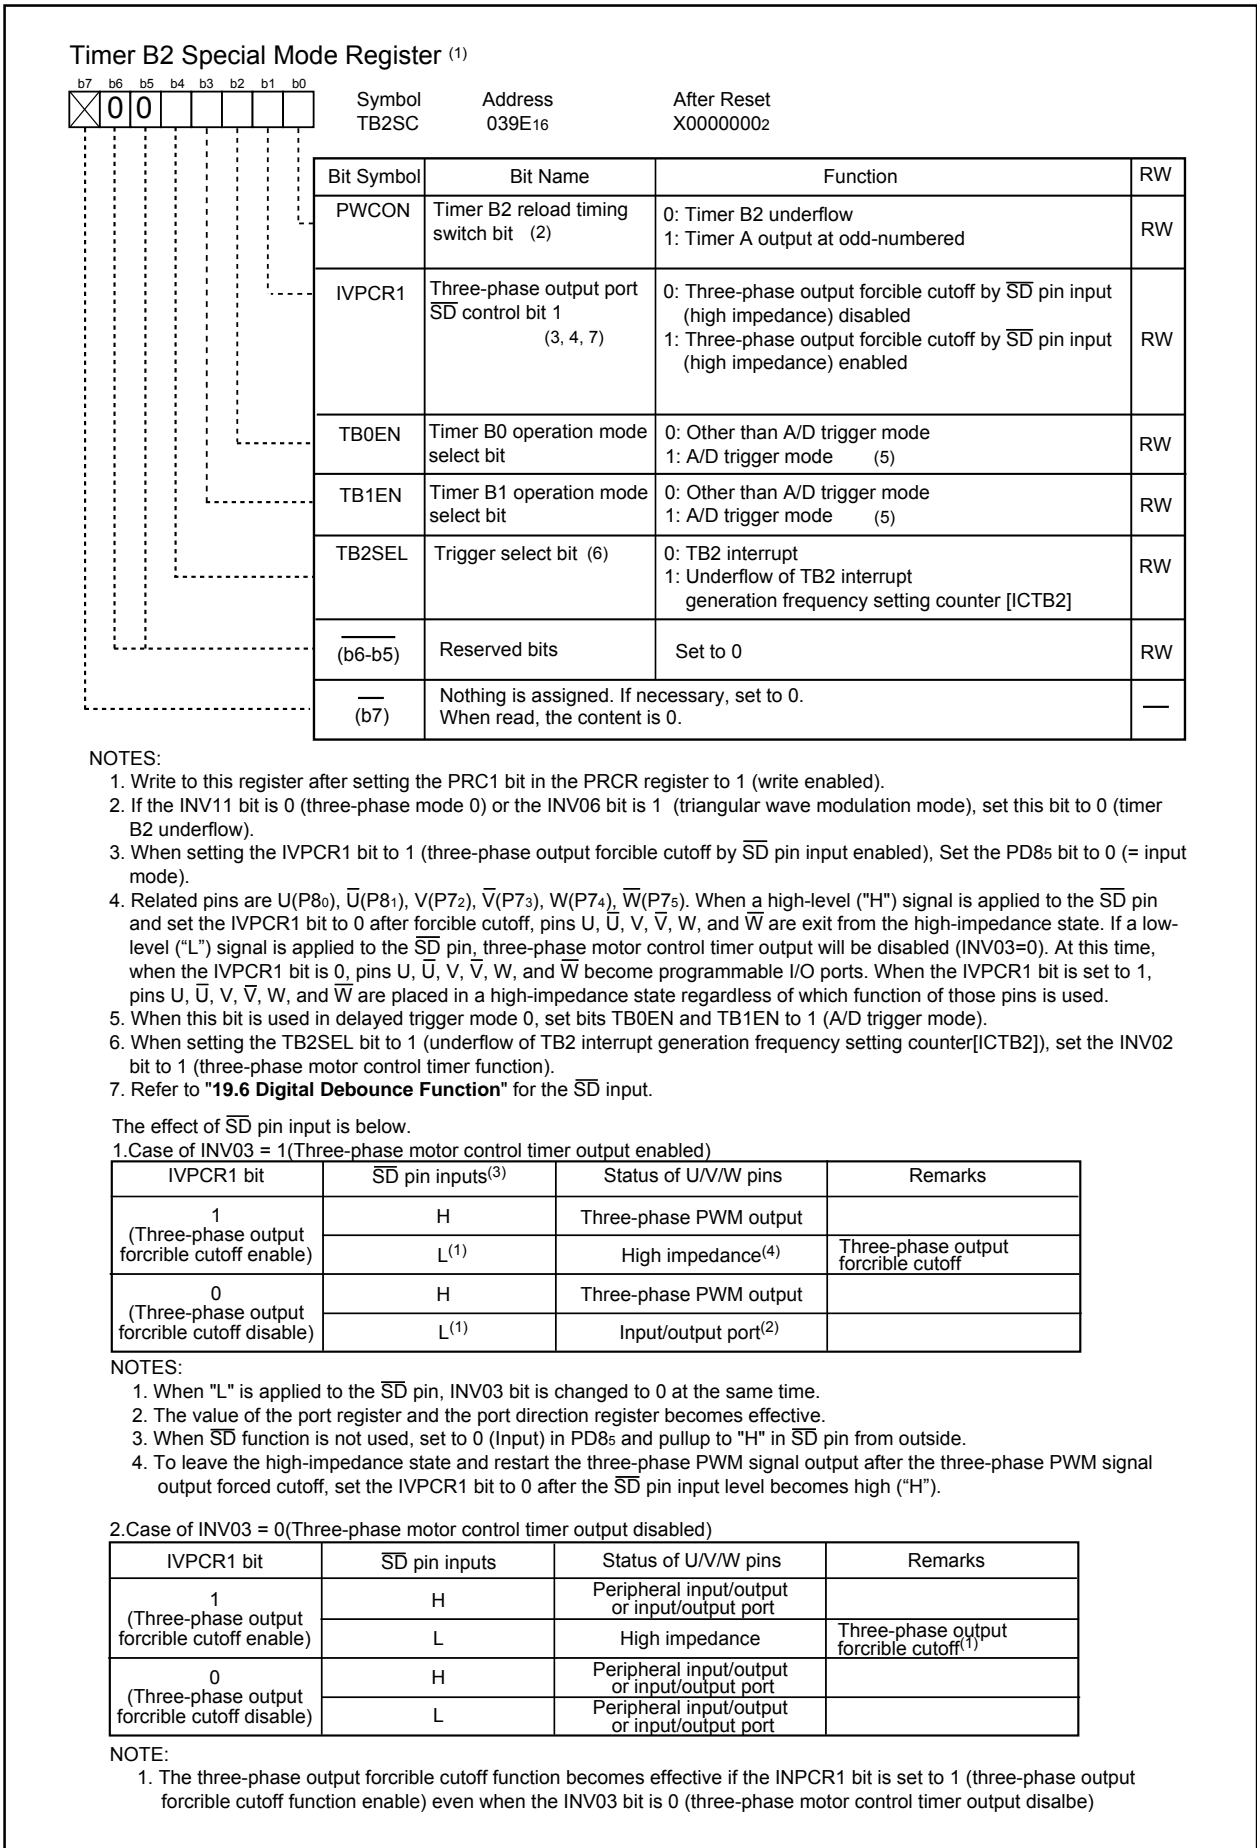 Timer B2 Special Mode Register (1)
b7 b6 b5 b4 b3 b2 b1 b0
0 0
Symbol Address After Reset
TB2SC 039E16 X00000002
Bit Symbol Bit Name Function RW
PWCON Timer B2 reload timing 0: Timer B2 underflow
switch bit (2) 1: Timer A output at odd-numbered RW
IVPCR1 Three-phase output port 0: Three-phase output forcible cutoff by S̅D̅ pin input
S̅D̅ control bit 1 (high impedance) disabled
(3, 4, 7) 1: Three-phase output forcible cutoff by S̅D̅ pin input RW
(high impedance) enabled
TB0EN Timer B0 operation mode 0: Other than A/D trigger mode
select bit 1: A/D trigger mode (5) RW
TB1EN Timer B1 operation mode 0: Other than A/D trigger mode
select bit 1: A/D trigger mode (5) RW
TB2SEL Trigger select bit (6) 0: TB2 interrupt
1: Underflow of TB2 interrupt RW
generation frequency setting counter [ICTB2]
(b6-b5) Reserved bits Set to 0 RW
— Nothing is assigned. If necessary, set to 0. —
(b7) When read, the content is 0.
NOTES:
1. Write to this register after setting the PRC1 bit in the PRCR register to 1 (write enabled).
2. If the INV11 bit is 0 (three-phase mode 0) or the INV06 bit is 1 (triangular wave modulation mode), set this bit to 0 (timer
B2 underflow).
3. When setting the IVPCR1 bit to 1 (three-phase output forcible cutoff by S̅D̅ pin input enabled), Set the PD85 bit to 0 (= input
mode).
4. Related pins are U(P80), U̅(P81), V(P72), V̅(P73), W(P74), W̅(P75). When a high-level ("H") signal is applied to the S̅D̅ pin
and set the IVPCR1 bit to 0 after forcible cutoff, pins U, U̅, V, V̅, W, and W̅ are exit from the high-impedance state. If a low-
level (“L”) signal is applied to the S̅D̅ pin, three-phase motor control timer output will be disabled (INV03=0). At this time,
when the IVPCR1 bit is 0, pins U, U̅, V, V̅, W, and W̅ become programmable I/O ports. When the IVPCR1 bit is set to 1,
pins U, U̅, V, V̅, W, and W̅ are placed in a high-impedance state regardless of which function of those pins is used.
5. When this bit is used in delayed trigger mode 0, set bits TB0EN and TB1EN to 1 (A/D trigger mode).
6. When setting the TB2SEL bit to 1 (underflow of TB2 interrupt generation frequency setting counter[ICTB2]), set the INV02
bit to 1 (three-phase motor control timer function).
7. Refer to "19.6 Digital Debounce Function" for the S̅D̅ input.
The effect of S̅D̅ pin input is below.
1.Case of INV03 = 1(Three-phase motor control timer output enabled)
IVPCR1 bit S̅D̅ pin inputs(3) Status of U/V/W pins Remarks
1 H Three-phase PWM output
(Three-phase output
forcrible cutoff enable) L(1) High impedance(4) Three-phase output
forcrible cutoff
0 H Three-phase PWM output
(Three-phase output
forcrible cutoff disable) L(1) Input/output port(2)
NOTES:
1. When "L" is applied to the S̅D̅ pin, INV03 bit is changed to 0 at the same time.
2. The value of the port register and the port direction register becomes effective.
3. When S̅D̅ function is not used, set to 0 (Input) in PD85 and pullup to "H" in S̅D̅ pin from outside.
4. To leave the high-impedance state and restart the three-phase PWM signal output after the three-phase PWM signal
output forced cutoff, set the IVPCR1 bit to 0 after the S̅D̅ pin input level becomes high (“H”).
2.Case of INV03 = 0(Three-phase motor control timer output disabled)
IVPCR1 bit S̅D̅ pin inputs Status of U/V/W pins Remarks
1 H Peripheral input/output
(Three-phase output or input/output port
forcrible cutoff enable) L High impedance Three-phase output
forcrible cutoff(1)
0 H Peripheral input/output
(Three-phase output or input/output port
forcrible cutoff disable) L Peripheral input/output
or input/output port
NOTE:
1. The three-phase output forcrible cutoff function becomes effective if the INPCR1 bit is set to 1 (three-phase output
forcrible cutoff function enable) even when the INV03 bit is 0 (three-phase motor control timer output disalbe)